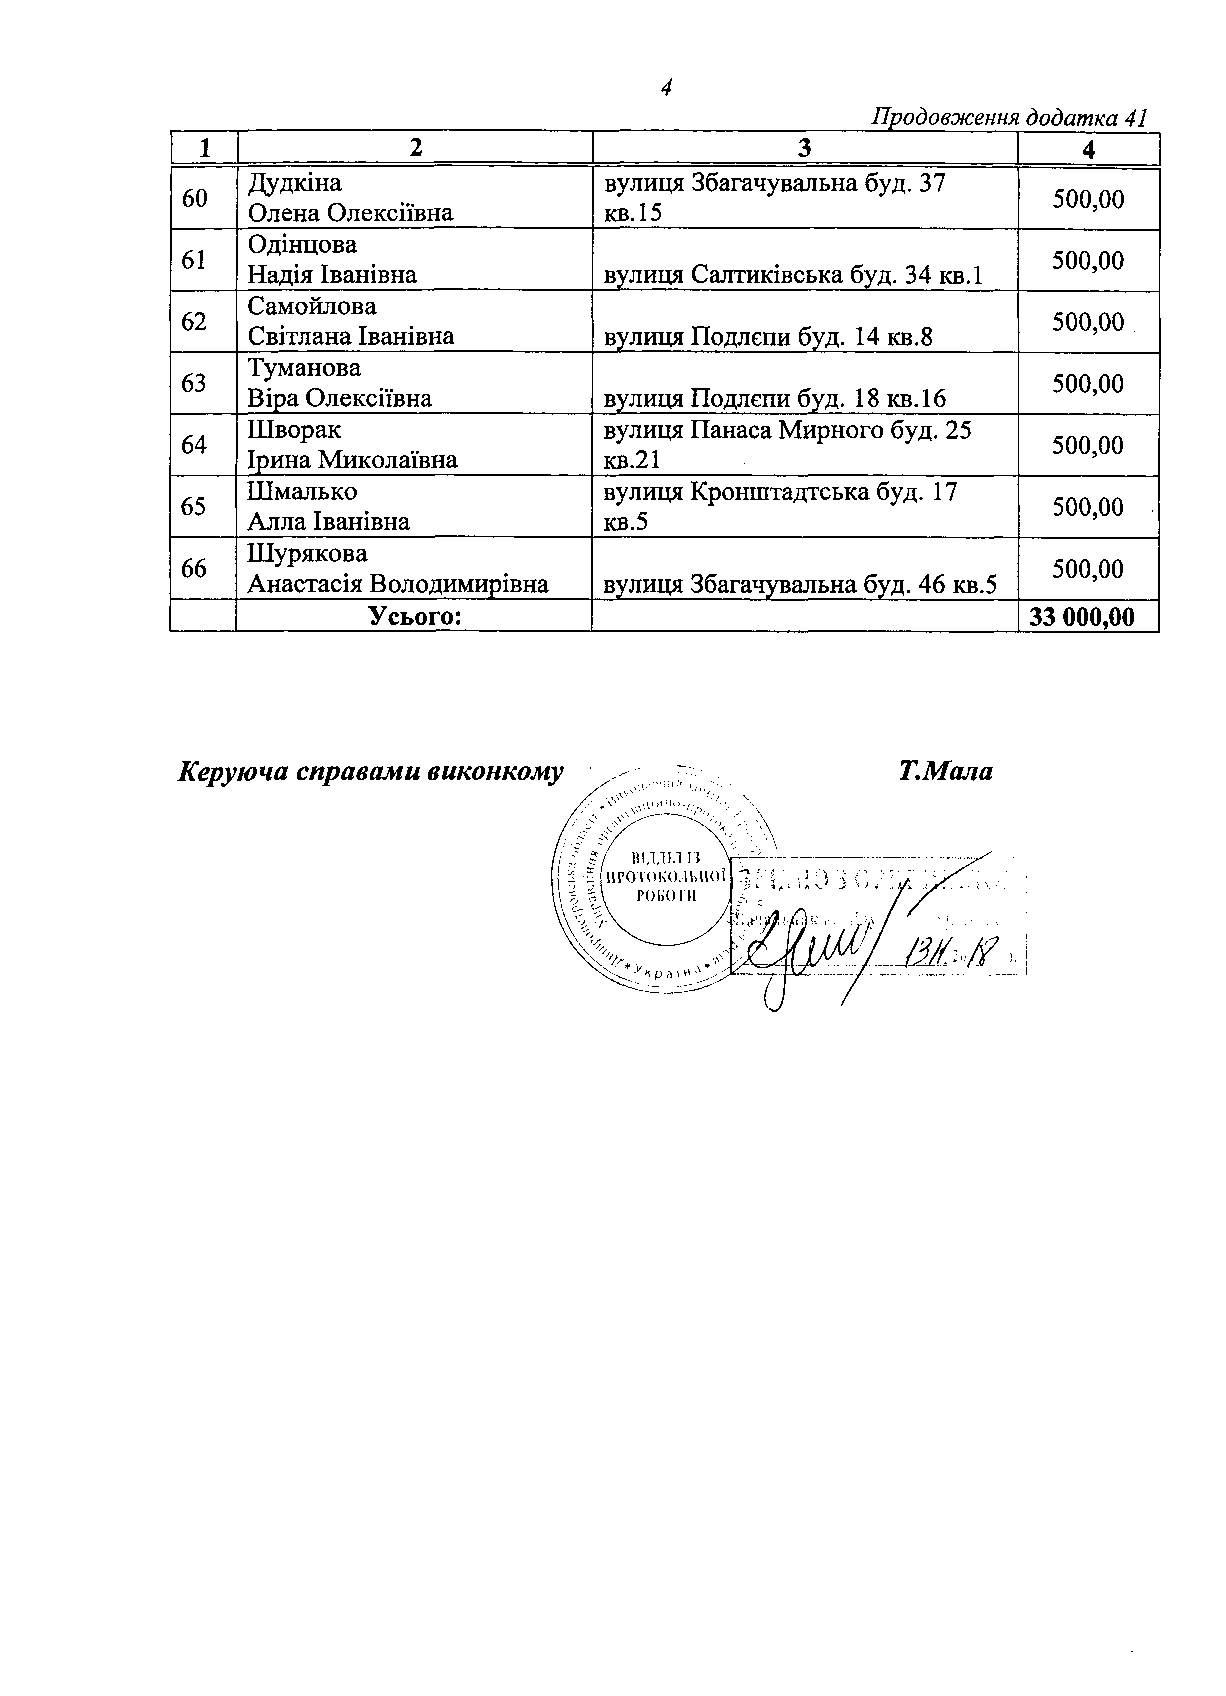 4
Продовження додатка 41
1 2 3 4
60 Дудкіна вулиця Збагачувальна буд. 37 500,00
Олена Олексіївна кв.15
61 Одінцова 500,00
Надія Іванівна вулиця Салтиківська буд. 34 кв.1
62 Самойлова 500,00
Світлана Іванівна вулиця Подлєпи буд. 14 кв.8
63 Туманова 500,00
Віра Олексіївна вулиця Подлєпи буд. 18 кв.16
64 Шворак вулиця Панаса Мирного буд. 25 500,00
Ірина Миколаївна кв.21
65 Шмалько вулиця Кронштадтська буд. 17 500,00
Алла Іванівна кв.5
66 Шурякова 500,00
Анастасія Володимирівна вулиця Збагачувальна буд. 46 кв.5
Усього: 33 000,00
Керуюча справами виконкому Т.Мала
ВІДДІЛ ІЗ
ПРОТОКОЛЬНОЇ
РОБОТИ
Україна